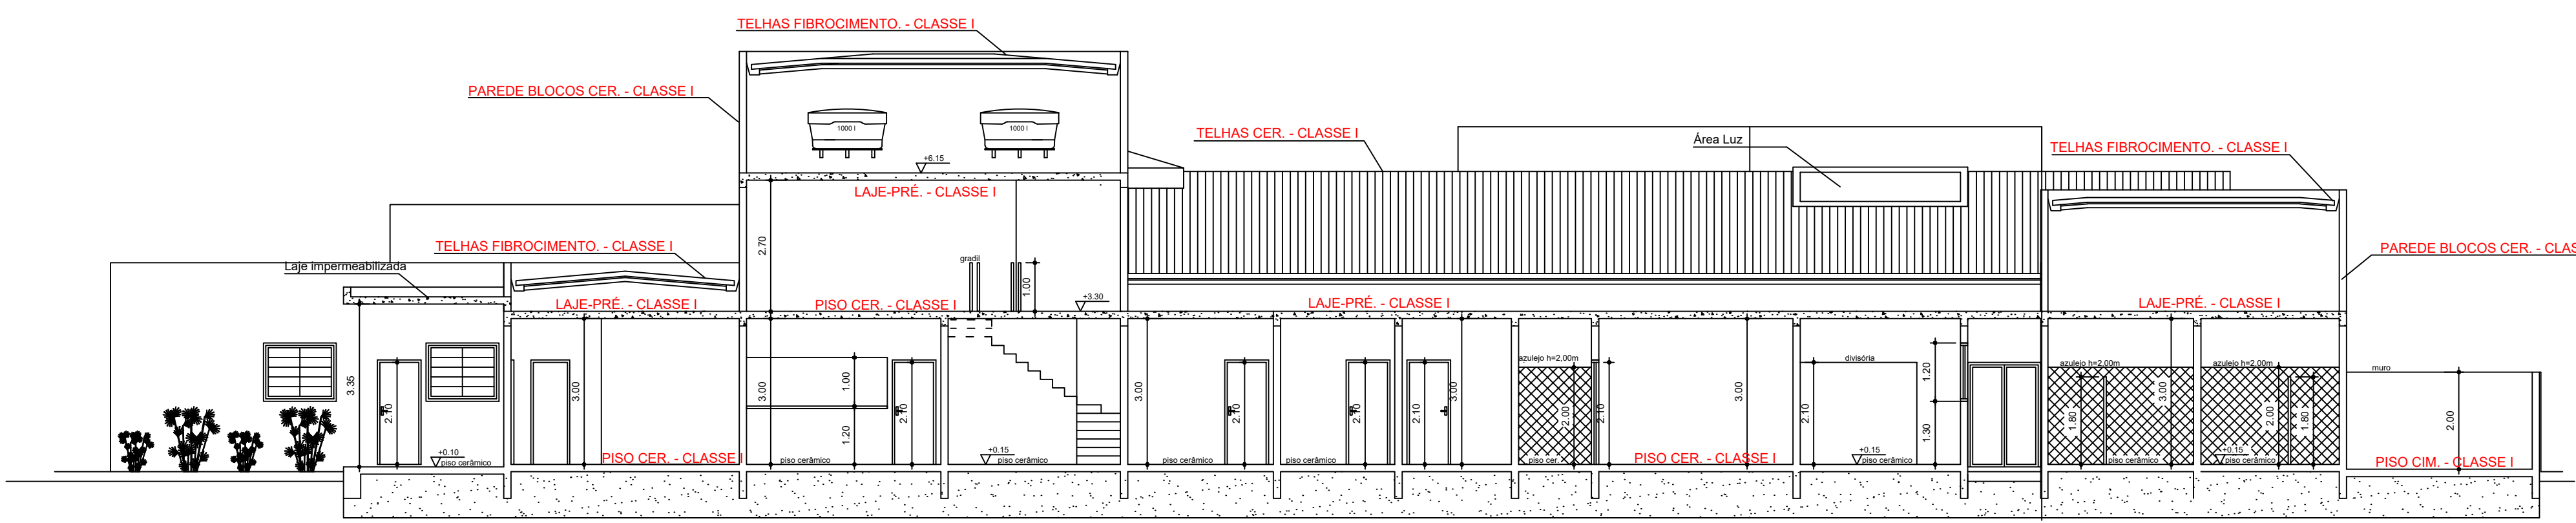 TELHAS FIBROCIMENTO. - CLASSE I
PAREDE BLOCOS CER. - CLASSE I
1000 l
1000 l
TELHAS CER. - CLASSE I
Área Luz
TELHAS FIBROCIMENTO. - CLASSE I
+6.15
LAJE-PRÉ. - CLASSE I
2.70
TELHAS FIBROCIMENTO. - CLASSE I
PAREDE BLOCOS CER. - CLAS
Laje impermeabilizada
gradil
1.00
+3.30
LAJE-PRÉ. - CLASSE I
PISO CER. - CLASSE I
LAJE-PRÉ. - CLASSE I
LAJE-PRÉ. - CLASSE I
3.35
2.10
3.00
3.00
1.00
1.20
2.10
3.00
2.10
2.10
2.10
3.00
azulejo h=2,00m
2.00
2.10
3.00
2.10
divisória
1.20
1.30
azulejo h=2.00m
1.80
3.00
azulejo h=2.00m
2.00
1.80
muro
2.00
+0.10
piso cerâmico
PISO CER. - CLASSE I
piso cerâmico
+0.15
piso cerâmico
piso cerâmico
piso cerâmico
piso cer.
PISO CER. - CLASSE I
+0.15
piso cerâmico
piso cerâmico
+0.15
piso cerâmico
PISO CIM. - CLASSE I